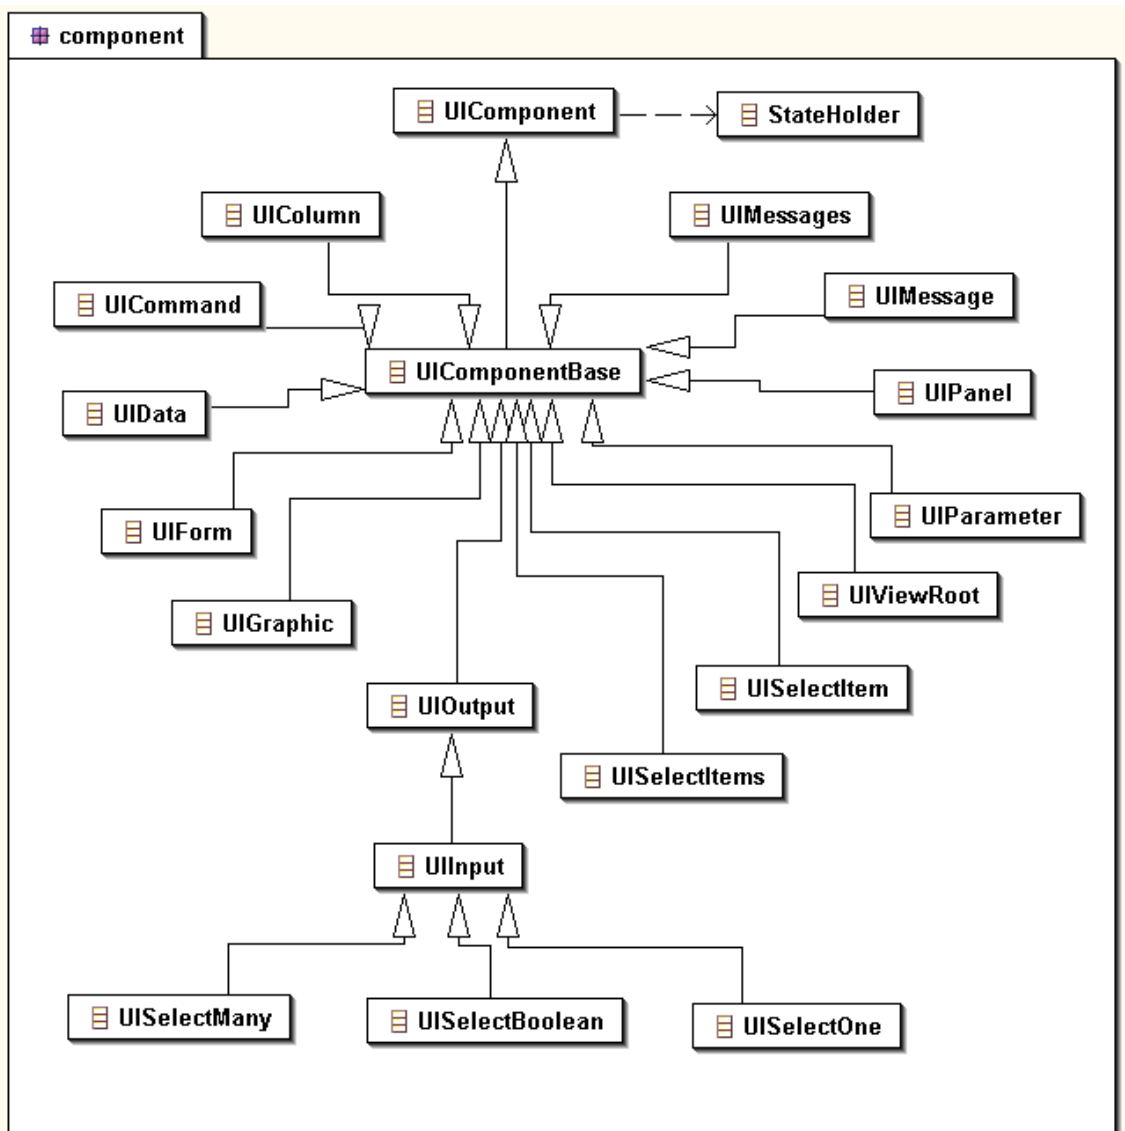 component
UIComponent
StateHolder
UIColumn
UIMessages
UICommand
UIMessage
UIComponentBase
UIData
UIPanel
UIForm
UIParameter
UIGraphic
UIViewRoot
UIOutput
UISelectItem
UISelectItems
UIInput
UISelectMany
UISelectBoolean
UISelectOne